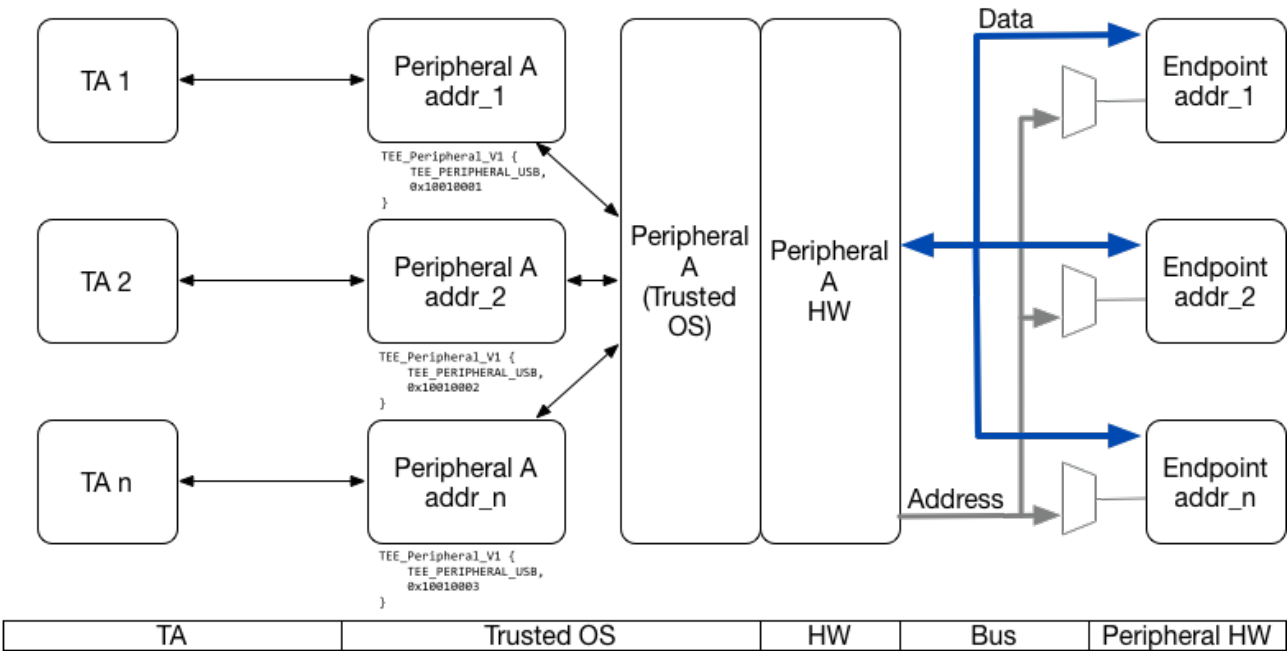 Data
TA 1
Peripheral A
addr_1
Endpoint
addr_1
TEE_Peripheral_V1 {
TEE_PERIPHERAL_USB,
0x10010001
}
TA 2
Peripheral A
addr_2
Peripheral
A
(Trusted
OS)
Peripheral
A
HW
Endpoint
addr_2
TEE_Peripheral_V1 {
TEE_PERIPHERAL_USB,
0x10010002
}
TA n
Peripheral A
addr_n
Address
Endpoint
addr_n
TEE_Peripheral_V1 {
TEE_PERIPHERAL_USB,
0x10010003
}
TA
Trusted OS
HW
Bus
Peripheral HW